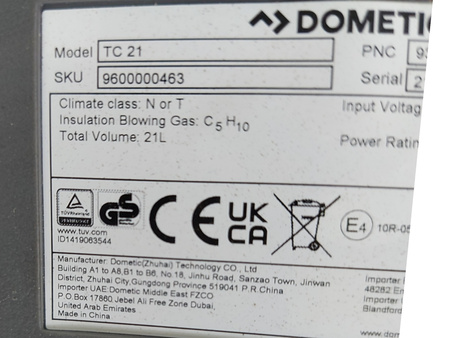 DOMETIC
Model TC 21 PNC
SKU 9600000463 Serial
Climate class: N or T Input Voltag
Insulation Blowing Gas: C5H10
Total Volume: 21L Power Ratin
TÜVRheinland
GS
CE
UK
CA
E4 10R-05
www.tuv.com
ID1419063544
Manufacturer: Dometic(Zhuhai) Technology CO., Ltd
Building A1 to A8,B1 to B6, No.18, Jinhu Road, Sanzao Town, Jinwan
District, Zhuhai City,Gungdong Province 519041 P.R.China
Importer UAE Dometic Middle East FZCO
P.O.Box 17860 Jebel Ali Free Zone Dubai,
United Arab Emirates
Made in China
Importer
48282 E
Importer
Blandford
www.dom